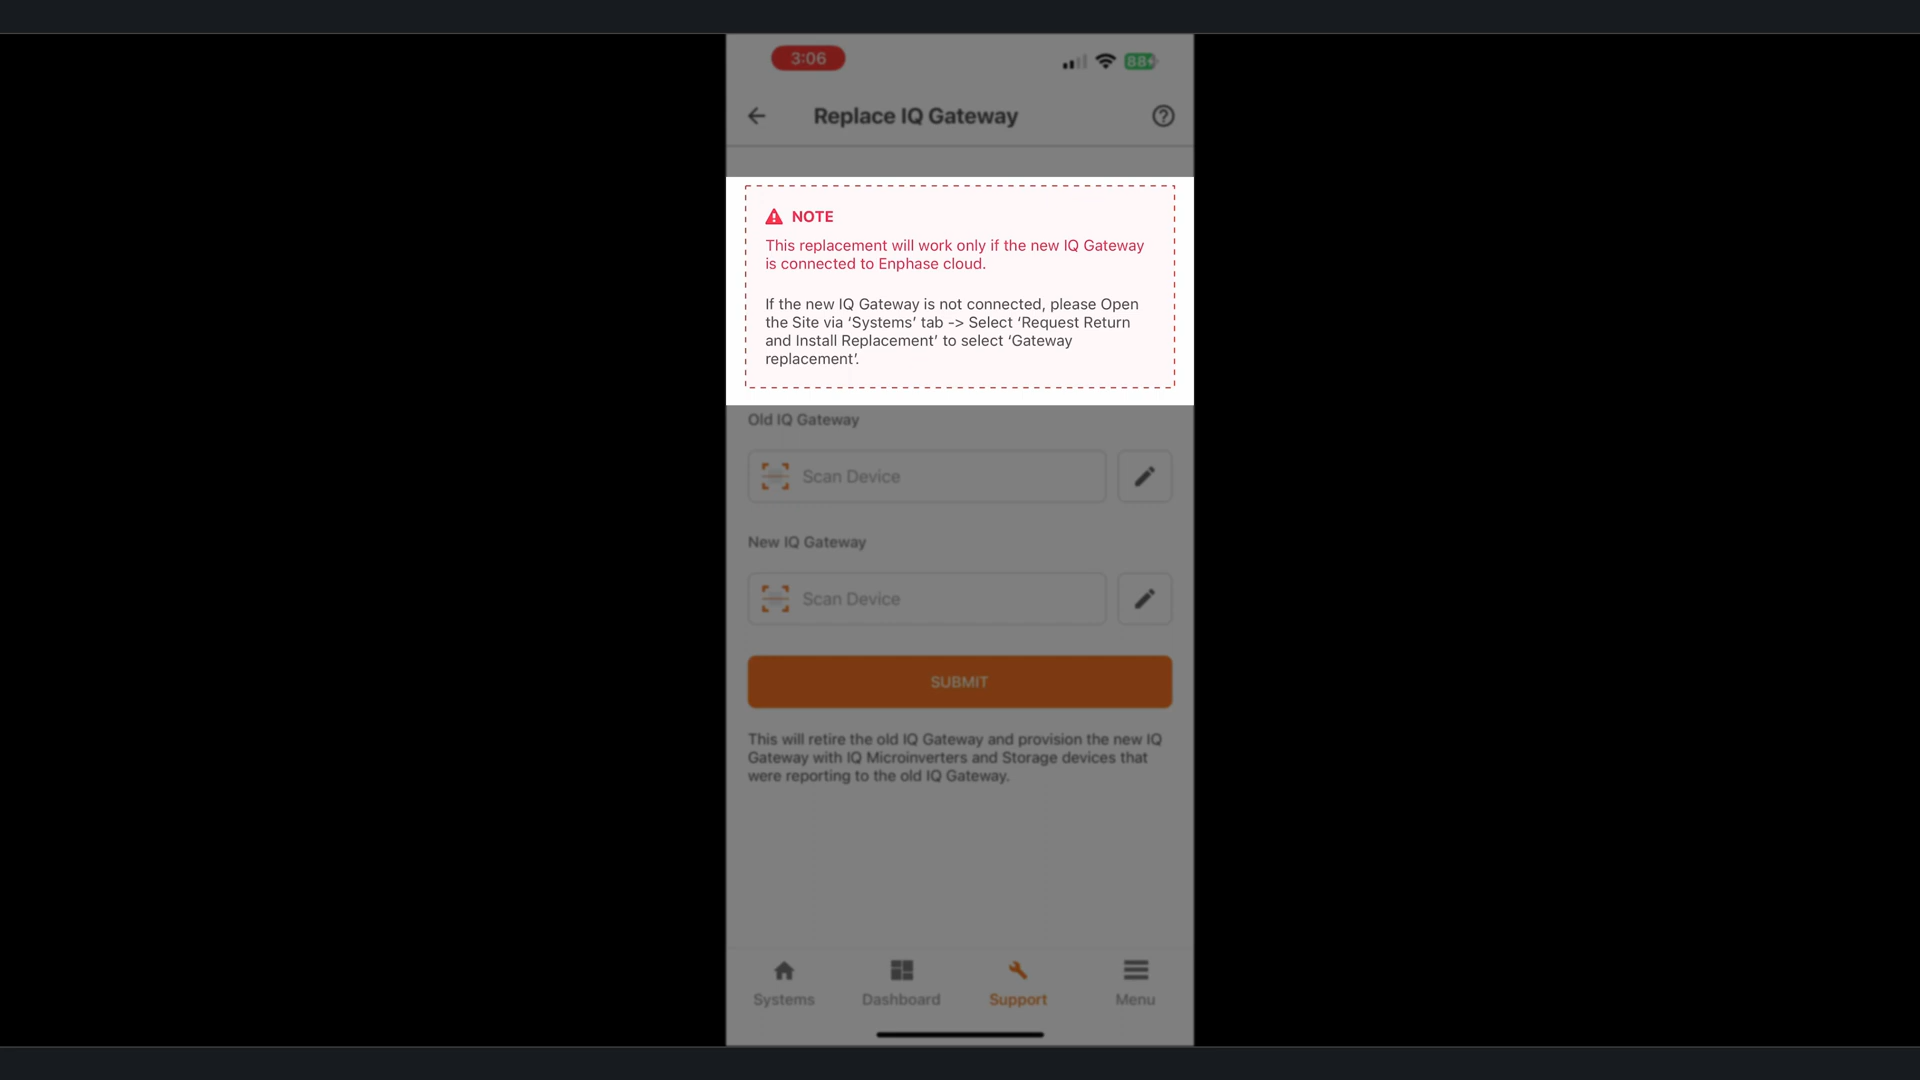 3:06
88
Replace IQ Gateway
NOTE
This replacement will work only if the new IQ Gateway
is connected to Enphase cloud.
If the new IQ Gateway is not connected, please Open
the Site via ‘Systems’ tab -> Select ‘Request Return
and Install Replacement’ to select ‘Gateway
replacement’.
Old IQ Gateway
Scan Device
New IQ Gateway
Scan Device
SUBMIT
This will retire the old IQ Gateway and provision the new IQ
Gateway with IQ Microinverters and Storage devices that
were reporting to the old IQ Gateway.
Systems
Dashboard
Support
Menu